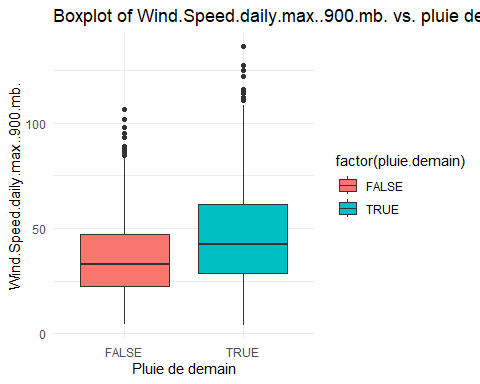 Boxplot of Wind.Speed.daily.max..900.mb. vs. pluie de
Wind.Speed.daily.max..900.mb.
100
50
0
FALSE
TRUE
Pluie de demain
factor(pluie.demain)
FALSE
TRUE